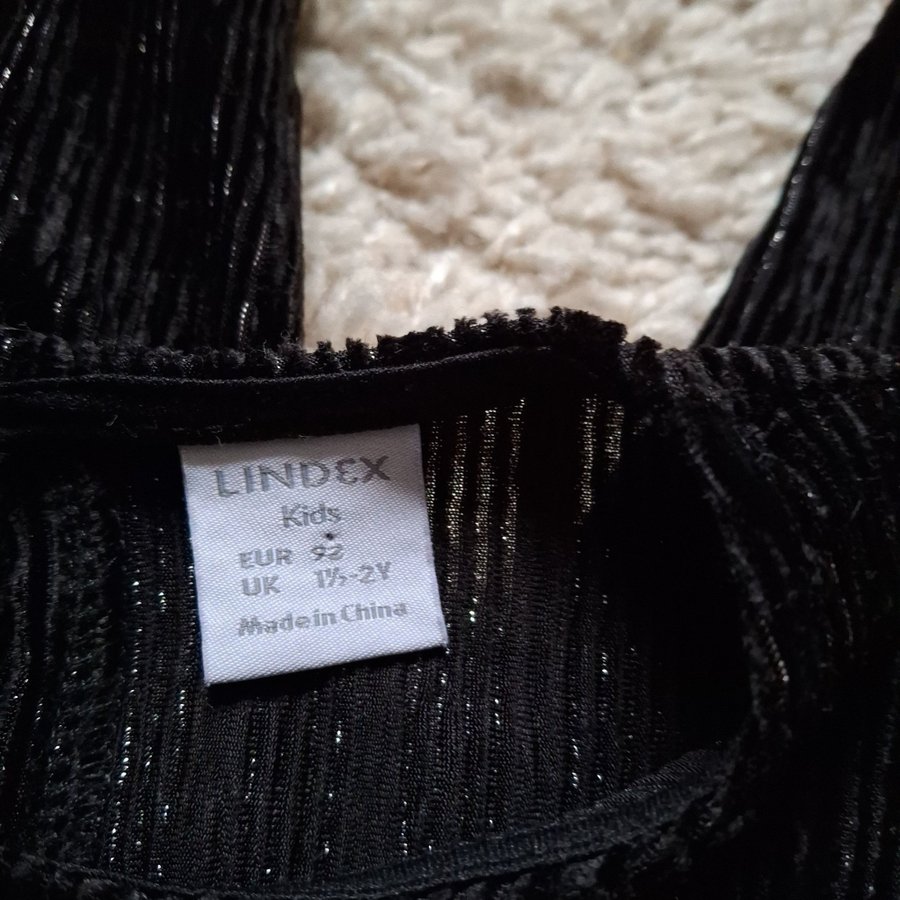 LINDEX
Kids
EUR 92
UK 1½-2Y
Made in China